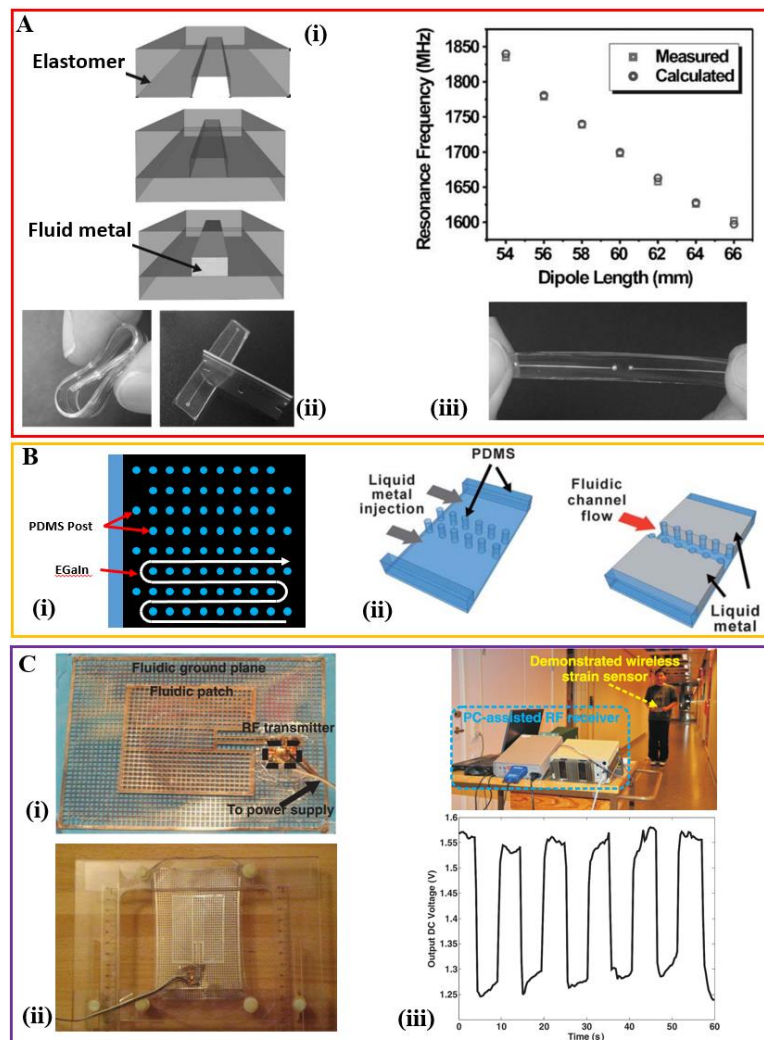 A
(i)
Elastomer
Fluid metal
(ii)
Resonance Frequency (MHz)
1850
1800
1750
1700
1650
1600
Measured
Calculated
54 56 58 60 62 64 66
Dipole Length (mm)
(iii)
B
PDMS Post
EGaIn
(i)
PDMS
Liquid
metal
injection
Fluidic
channel
flow
Liquid
metal
(ii)
C
Fluidic ground plane
Fluidic patch
RF transmitter
To power supply
(i)
(ii)
Demonstrated wireless
strain sensor
PC-assisted RF receiver
Output DC Voltage (V)
1.6
1.55
1.5
1.45
1.4
1.35
1.3
1.25
0 10 20 30 40 50 60
Time (s)
(iii)